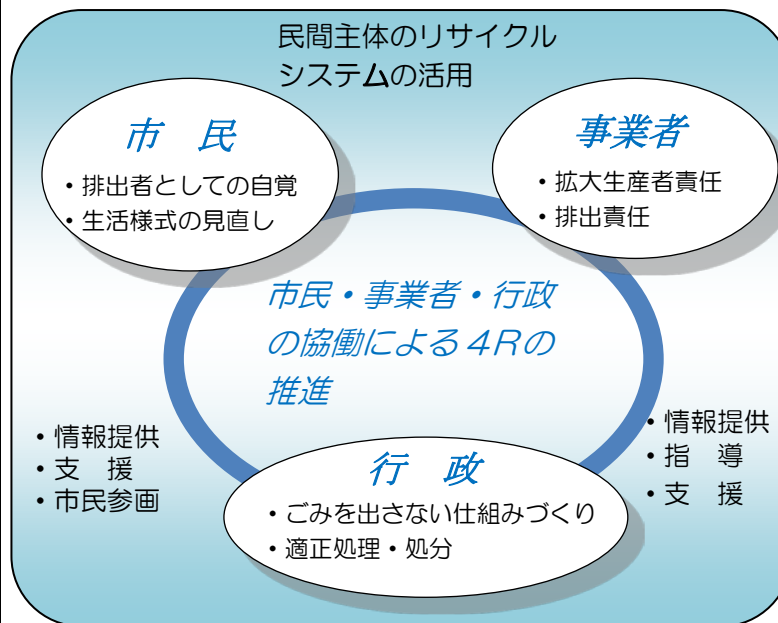 民間主体のリサイクル
システムの活用
市　民
・排出者としての自覚
・生活様式の見直し
事業者
・拡大生産者責任
・排出責任
市民・事業者・行政
の協働による4Rの
推進
・情報提供
・支　援
・市民参画
・情報提供
・指　導
・支　援
行　政
・ごみを出さない仕組みづくり
・適正処理・処分